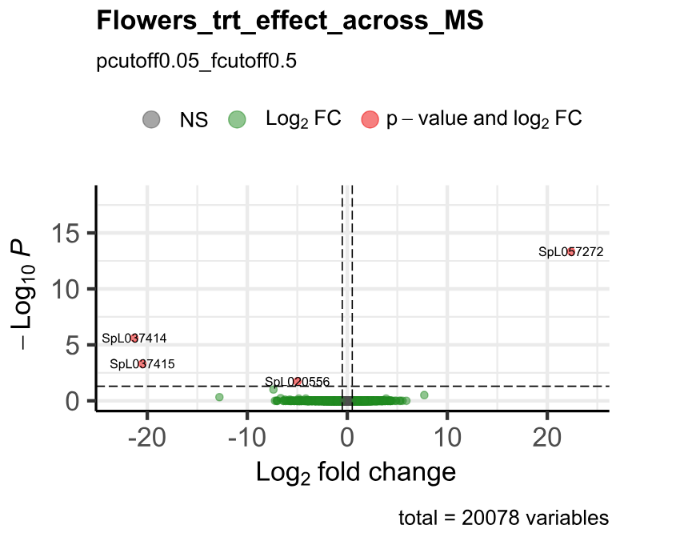 Flowers_trt_effect_across_MS
pcutoff0.05_fcutoff0.5
NS Log2 FC p – value and log2 FC
15
SpL057272
10
SpL037414
5
SpL037415
SpL020556
0
– Log10 P
-20 -10 0 10 20
Log2 fold change
total = 20078 variables